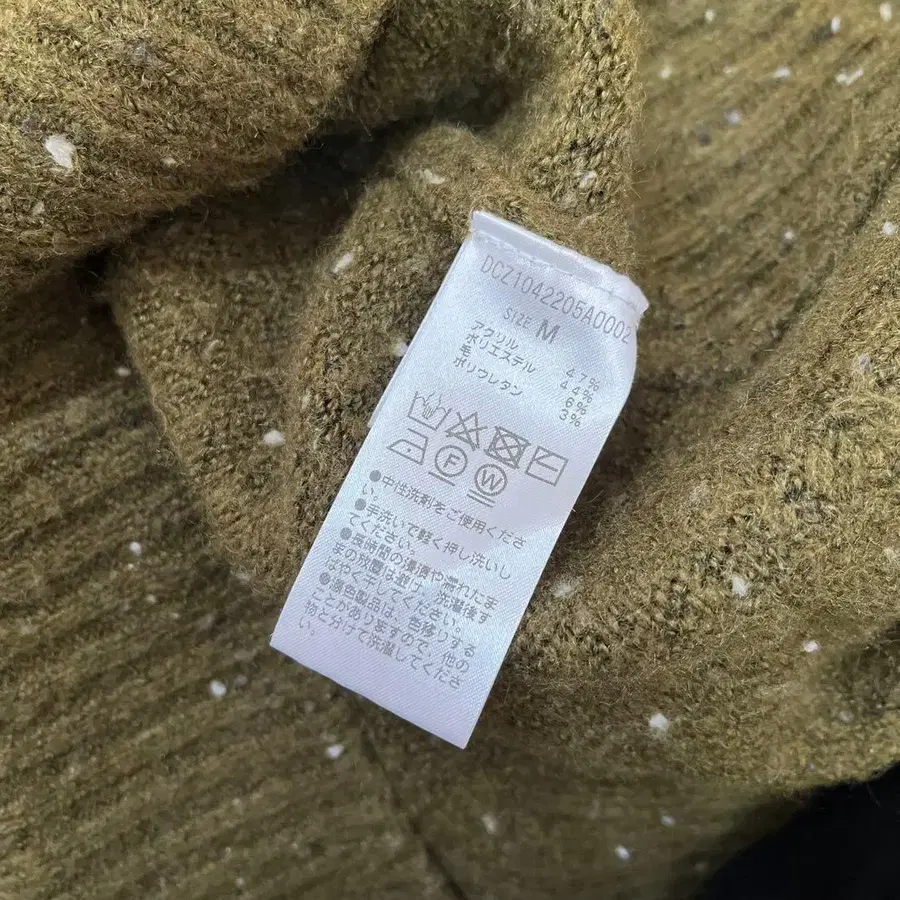 DCZ1042205A0002
SIZE M
アクリル 47%
ポリエステル 44%
毛 6%
ポリウレタン 3%
F W
●中性洗剤をご使用くださ
い。
●手洗いで軽く押し洗いし
てください。
●長時間の浸漬や濡れたま
まの放置は避け、洗濯後す
ばやく干してください。
●濃色製品は、色移りする
ことがありますので、他の
物と分けて洗濯してくださ
い。